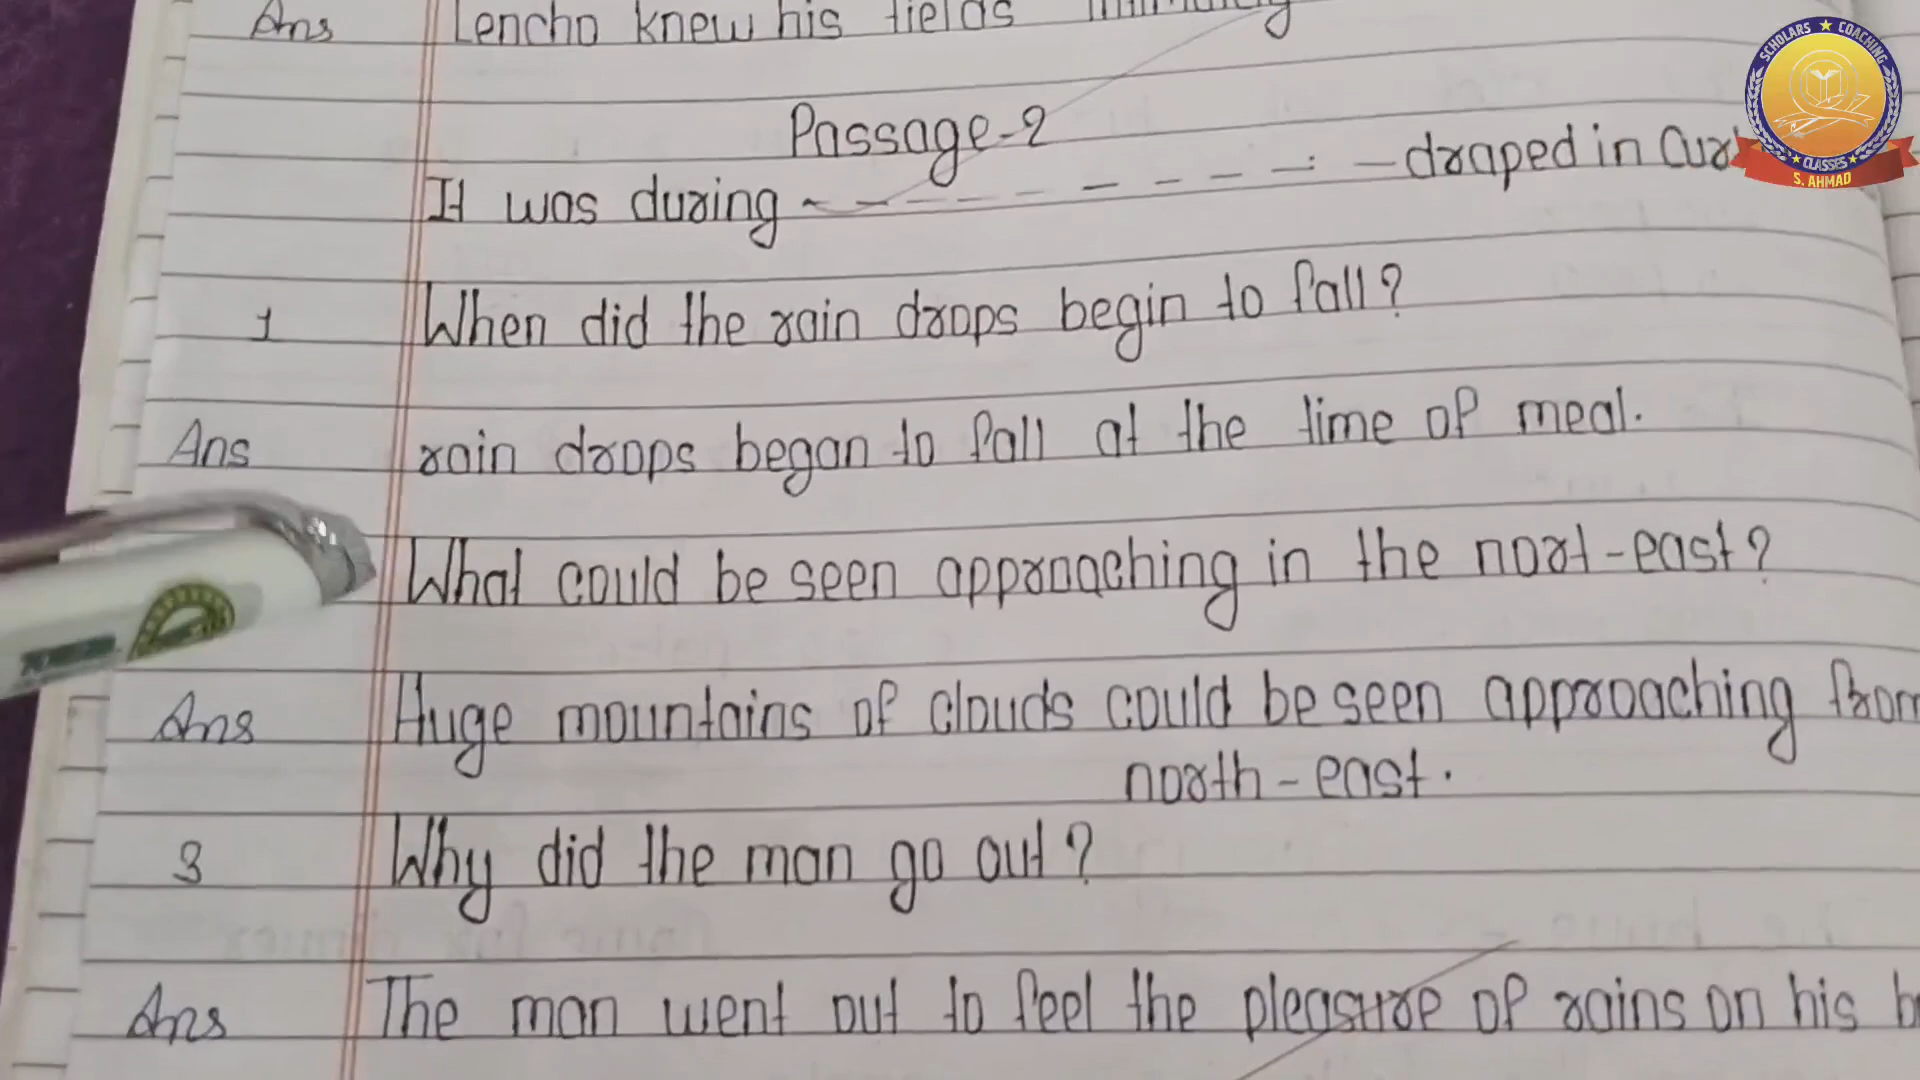 Ans Lencho knew his fields intimately
Passage-2
It was during - - - - - - - - - draped in Cur
1 When did the rain drops begin to fall?
Ans rain drops began to fall at the time of meal.
What could be seen approaching in the nort-east?
Ans Huge mountains of clouds could be seen approaching from
north-east.
3 Why did the man go out?
Ans The man went out to feel the pleasure of rains on his
SCHOLARS ★ COACHING
★ CLASSES ★
S. AHMAD